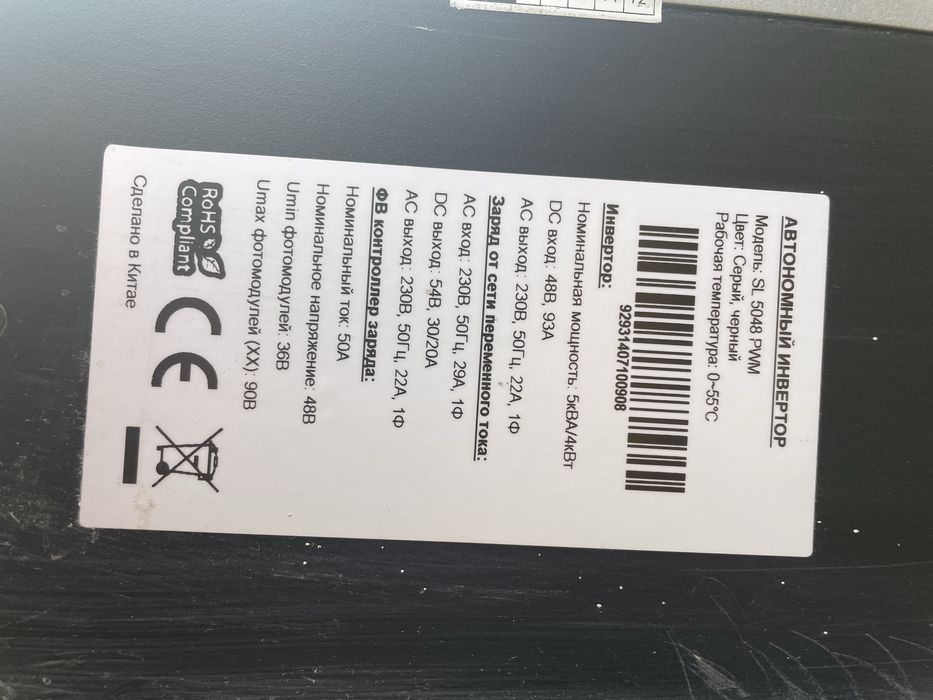 АВТОНОМНЫЙ ИНВЕРТОР
Модель: SL 5048 PWM
Цвет: Серый, черный
Рабочая температура: 0~55°C
92931407100908
Инвертор:
Номинальная мощность: 5кВА/4кВт
DC вход: 48В, 93А
AC выход: 230В, 50Гц, 22А, 1Ф
Заряд от сети переменного тока:
AC вход: 230В, 50Гц, 29А, 1Ф
DC выход: 54В, 30/20А
AC выход: 230В, 50Гц, 22А, 1Ф
ФВ контроллер заряда:
Номинальный ток: 50А
Номинальное напряжение: 48В
Umin фотомодулей: 36В
Umax фотомодулей (ХХ): 90В
RoHS
Compliant
CE
Сделано в Китае